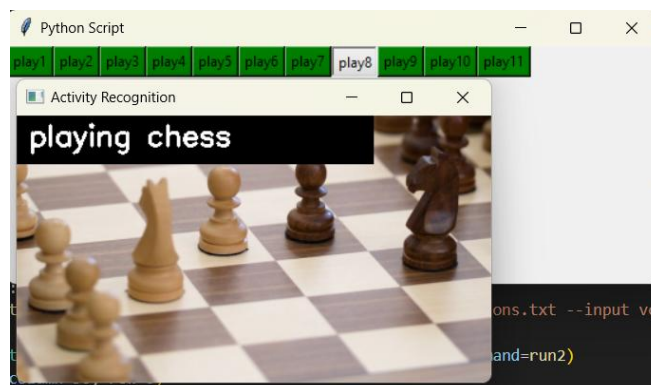 Python Script
play1 play2 play3 play4 play5 play6 play7 play8 play9 play10 play11
Activity Recognition
playing chess
ons.txt --input
and=run2)